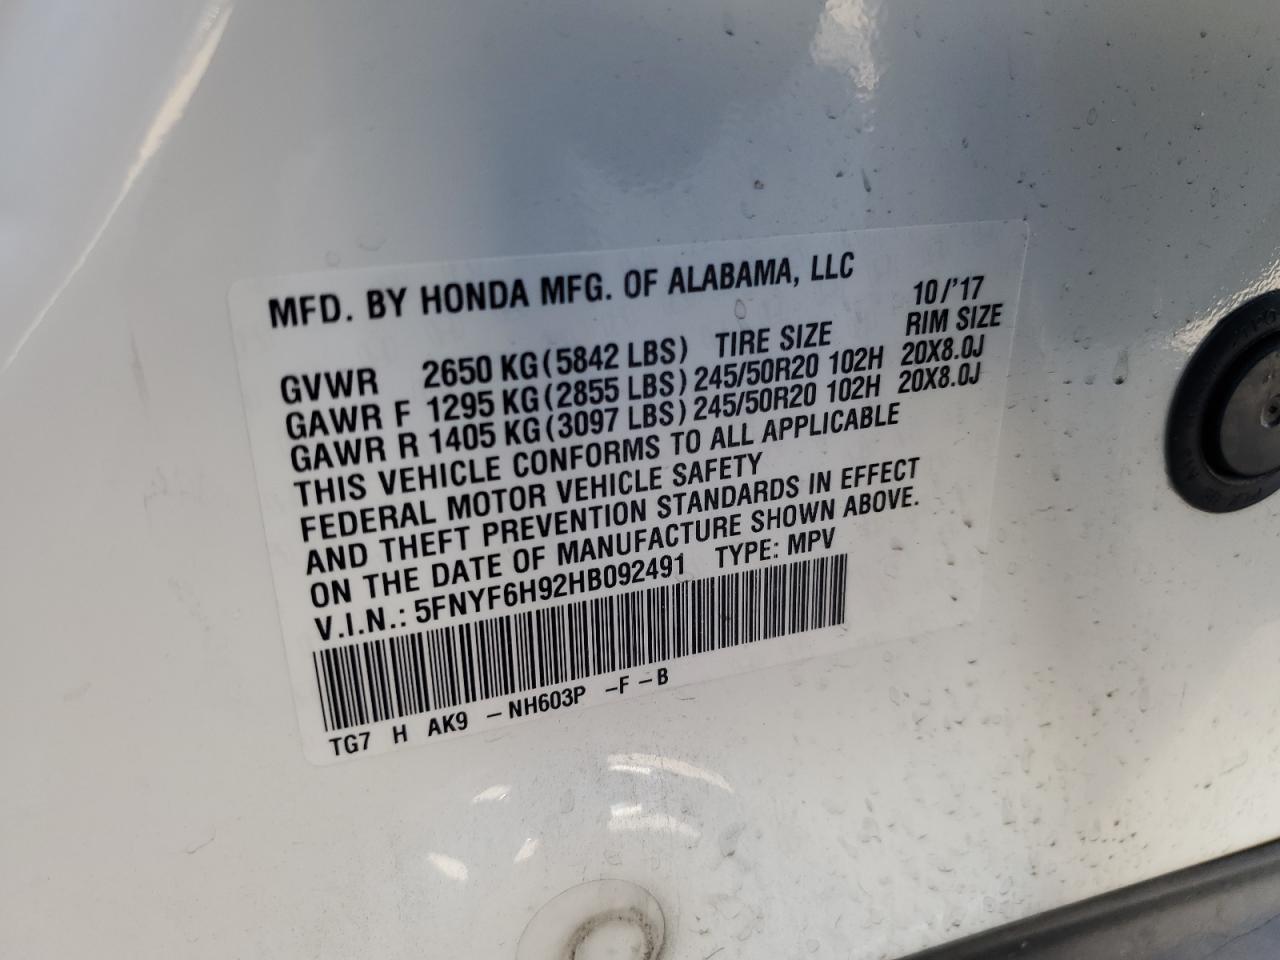 MFD. BY HONDA MFG. OF ALABAMA, LLC
10/'17
GVWR 2650 KG (5842 LBS) TIRE SIZE RIM SIZE
GAWR F 1295 KG (2855 LBS) 245/50R20 102H 20X8.0J
GAWR R 1405 KG (3097 LBS) 245/50R20 102H 20X8.0J
THIS VEHICLE CONFORMS TO ALL APPLICABLE
FEDERAL MOTOR VEHICLE SAFETY
AND THEFT PREVENTION STANDARDS IN EFFECT
ON THE DATE OF MANUFACTURE SHOWN ABOVE.
V.I.N.: 5FNYF6H92HB092491 TYPE: MPV
TG7 H AK9 -NH603P -F-B